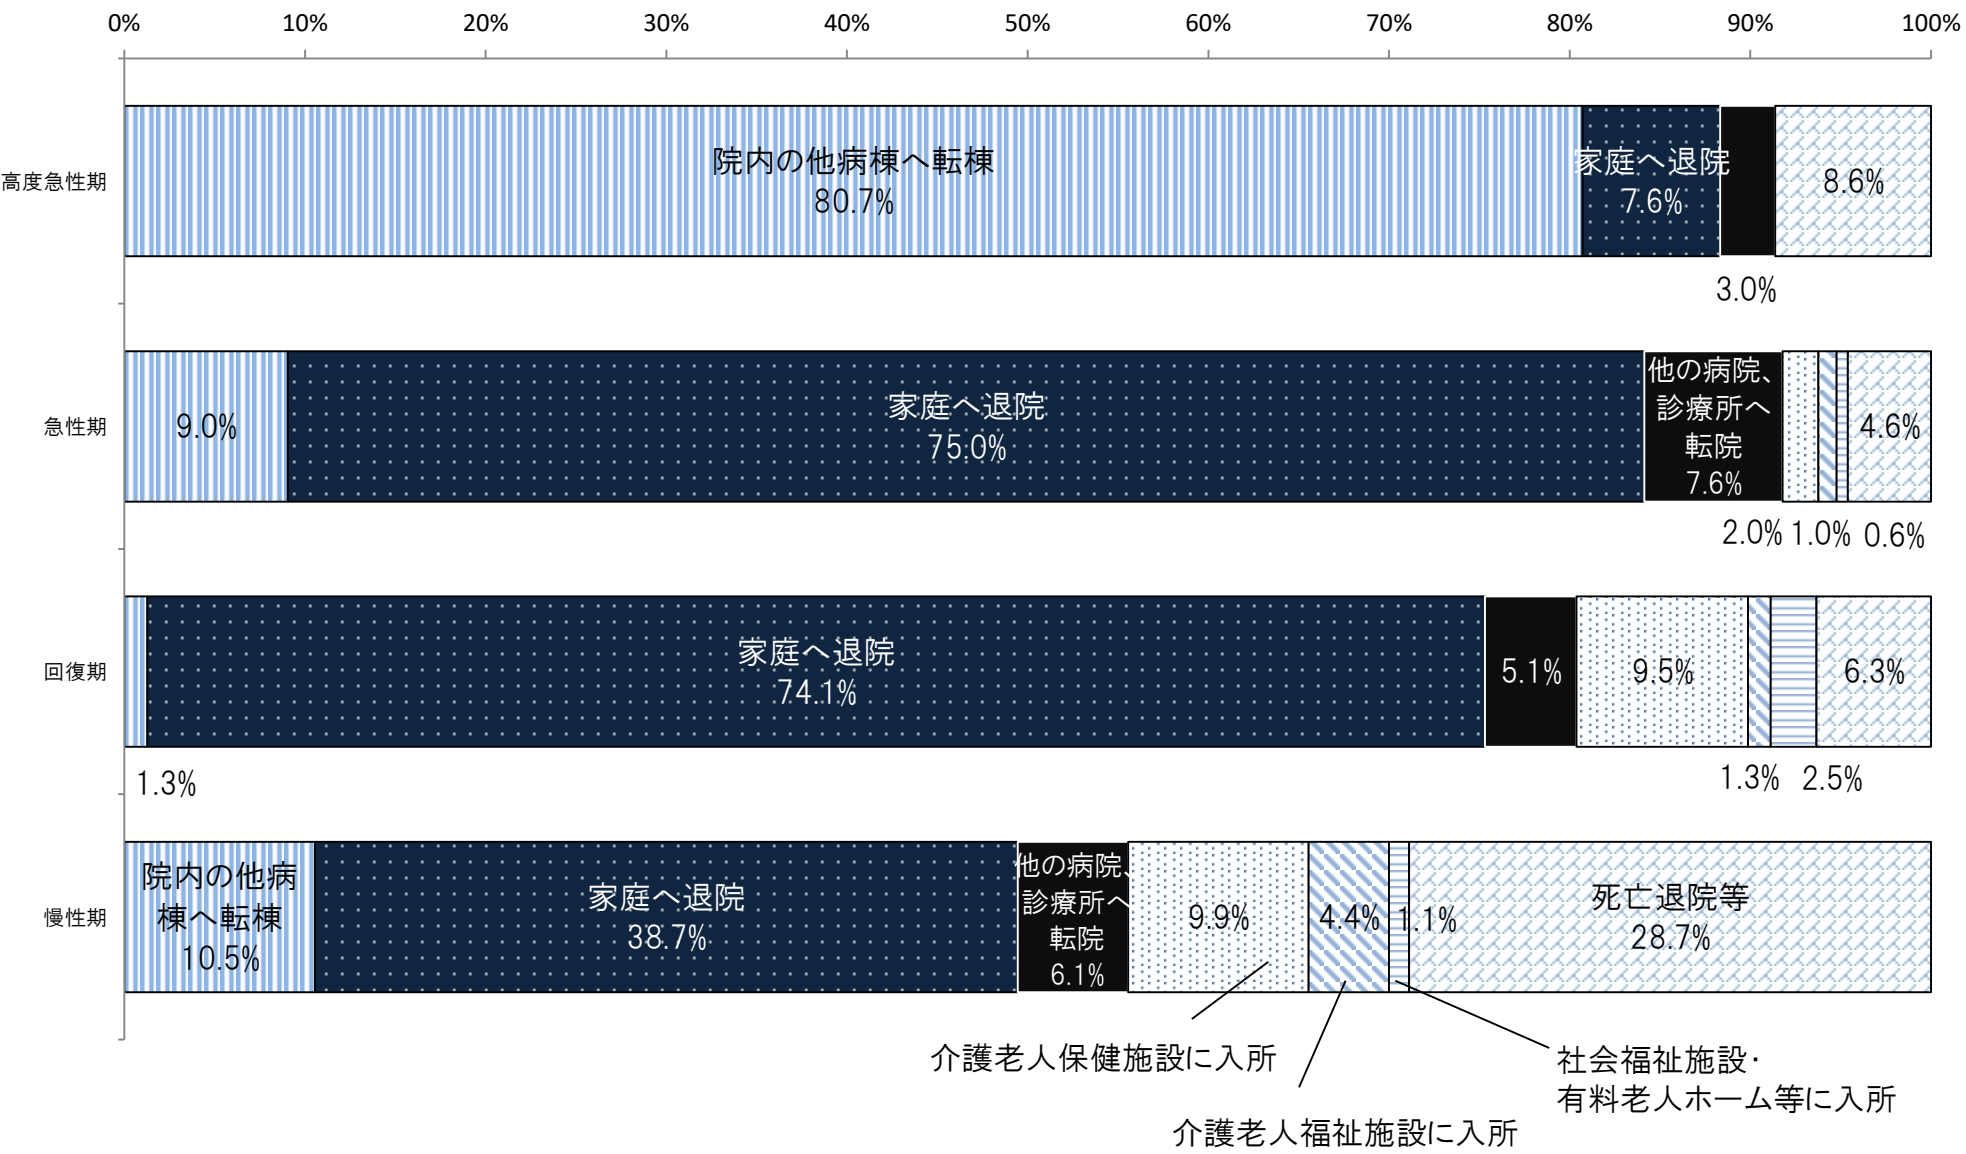 0% 10% 20% 30% 40% 50% 60% 70% 80% 90% 100%
高度急性期
院内の他病棟へ転棟
80.7%
家庭へ退院
7.6%
8.6%
3.0%
急性期
9.0%
家庭へ退院
75.0%
他の病院、
診療所へ
転院
7.6%
4.6%
2.0% 1.0% 0.6%
回復期
家庭へ退院
74.1%
5.1%
9.5%
6.3%
1.3%
1.3% 2.5%
慢性期
院内の他病
棟へ転棟
10.5%
家庭へ退院
38.7%
他の病院、
診療所へ
転院
6.1%
9.9%
4.4%
1.1%
死亡退院等
28.7%
介護老人保健施設に入所
介護老人福祉施設に入所
社会福祉施設・
有料老人ホーム等に入所